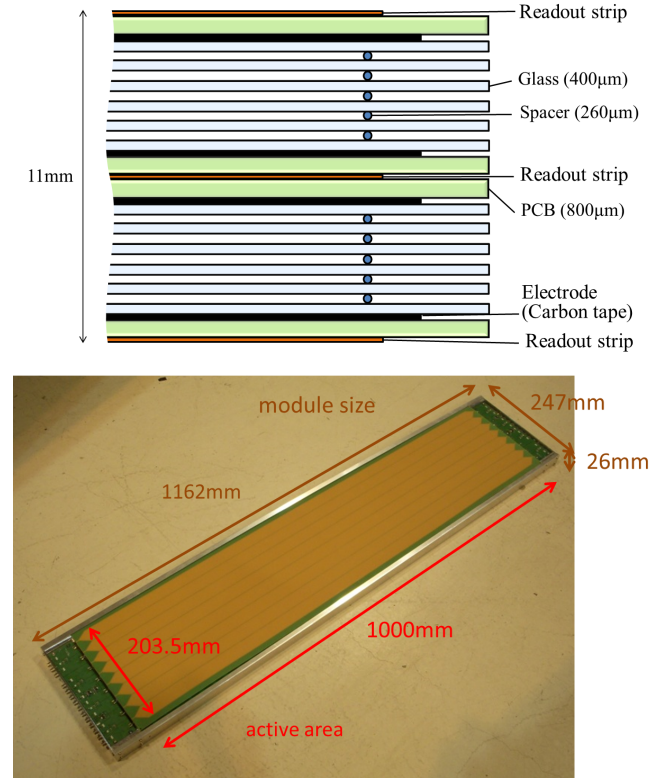 Readout strip
Glass (400μm)
Spacer (260μm)
11mm
Readout strip
PCB (800μm)
Electrode
(Carbon tape)
Readout strip
module size
247mm
26mm
1162mm
1000mm
203.5mm
active area